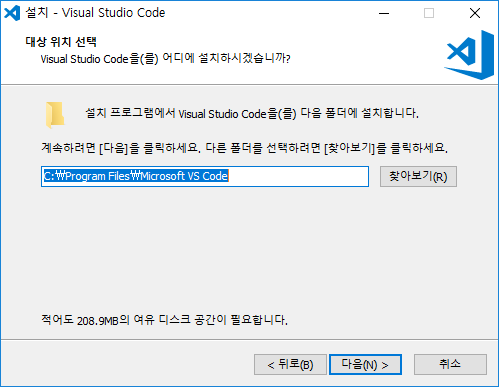 설치 - Visual Studio Code
대상 위치 선택
Visual Studio Code을(를) 어디에 설치하시겠습니까?
설치 프로그램에서 Visual Studio Code을(를) 다음 폴더에 설치합니다.
계속하려면 [다음]을 클릭하세요. 다른 폴더를 선택하려면 [찾아보기]를 클릭하세요.
C:₩Program Files₩Microsoft VS Code
찾아보기(R)
적어도 208.9MB의 여유 디스크 공간이 필요합니다.
< 뒤로(B)
다음(N) >
취소